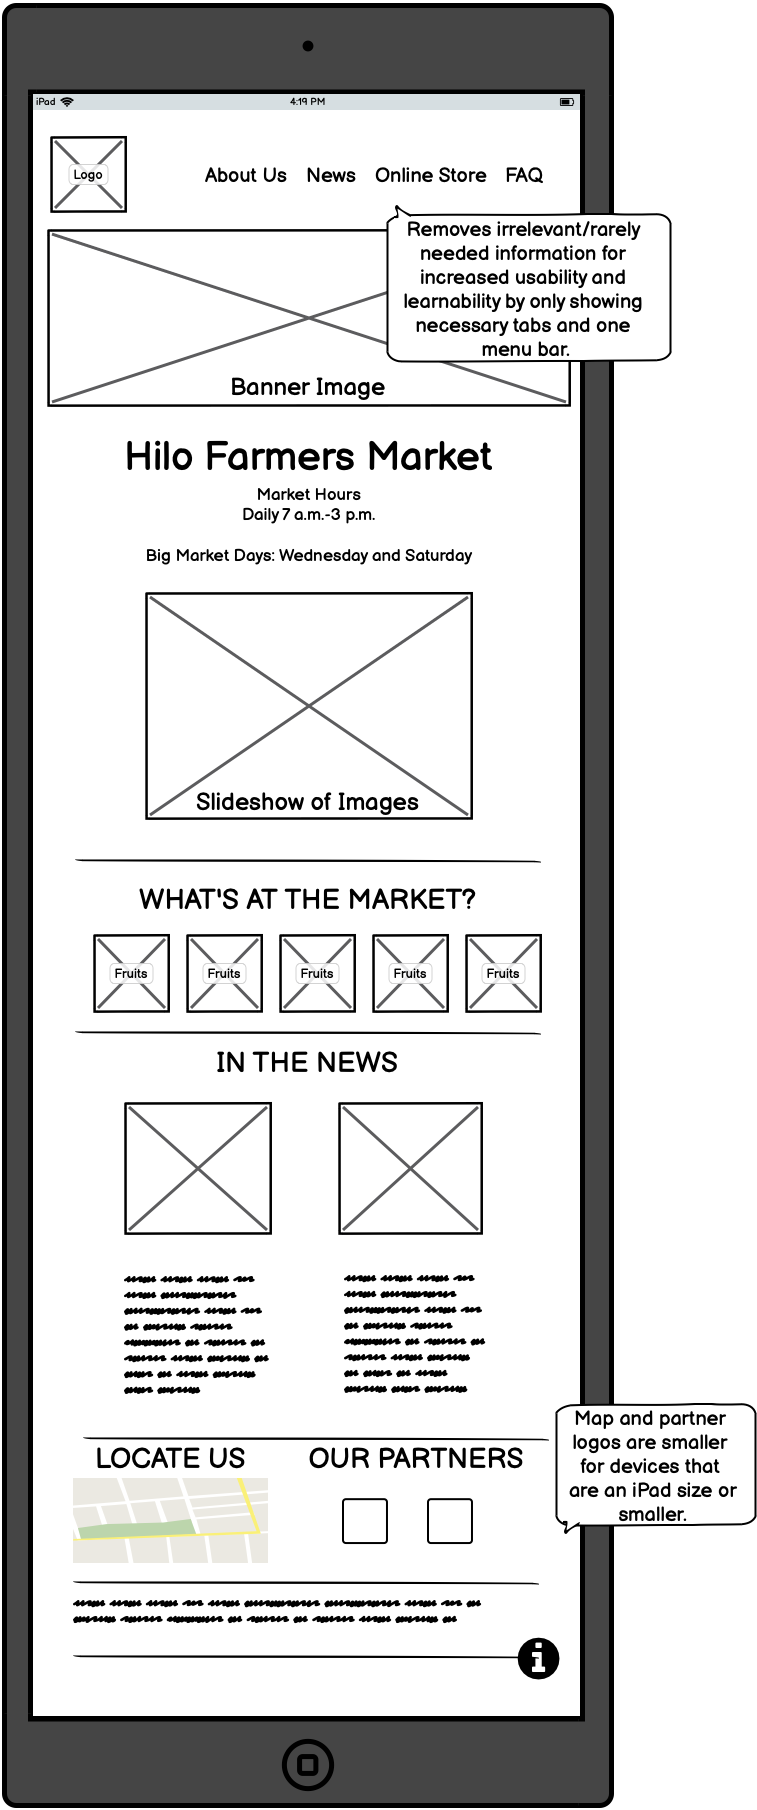 iPad 4:19 PM
Logo
About Us News Online Store FAQ
Removes irrelevant/rarely
needed information for
increased usability and
learnability by only showing
necessary tabs and one
menu bar.
Banner Image
Hilo Farmers Market
Market Hours
Daily 7 a.m.-3 p.m.
Big Market Days: Wednesday and Saturday
Slideshow of Images
WHAT'S AT THE MARKET?
Fruits Fruits Fruits Fruits Fruits
IN THE NEWS
Map and partner
logos are smaller
for devices that
are an iPad size or
smaller.
LOCATE US OUR PARTNERS
i